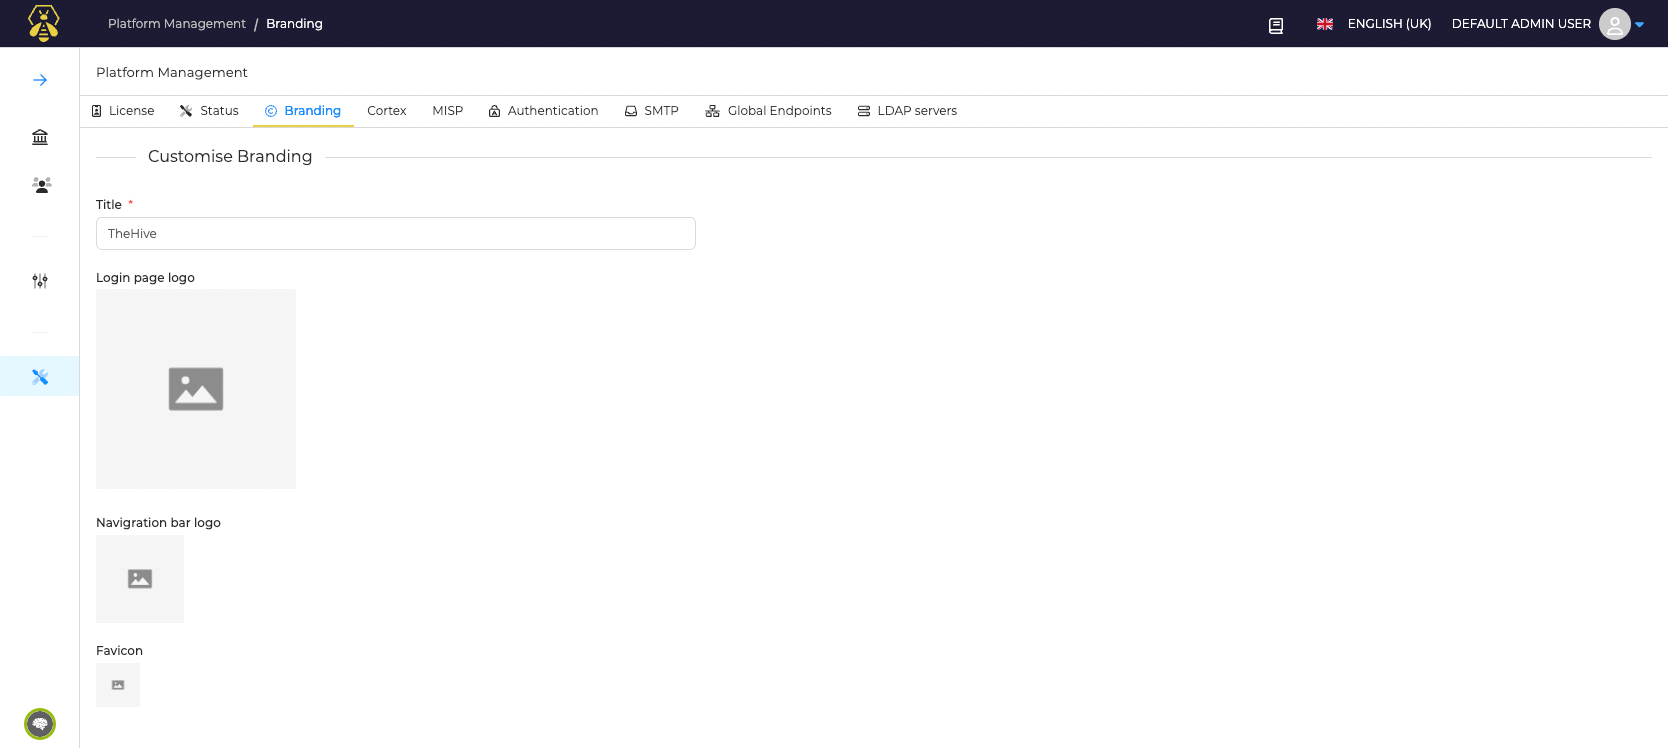 Platform Management / Branding
ENGLISH (UK) DEFAULT ADMIN USER
Platform Management
License Status Branding Cortex MISP Authentication SMTP Global Endpoints LDAP servers
Customise Branding
Title *
TheHive
Login page logo
Navigration bar logo
Favicon